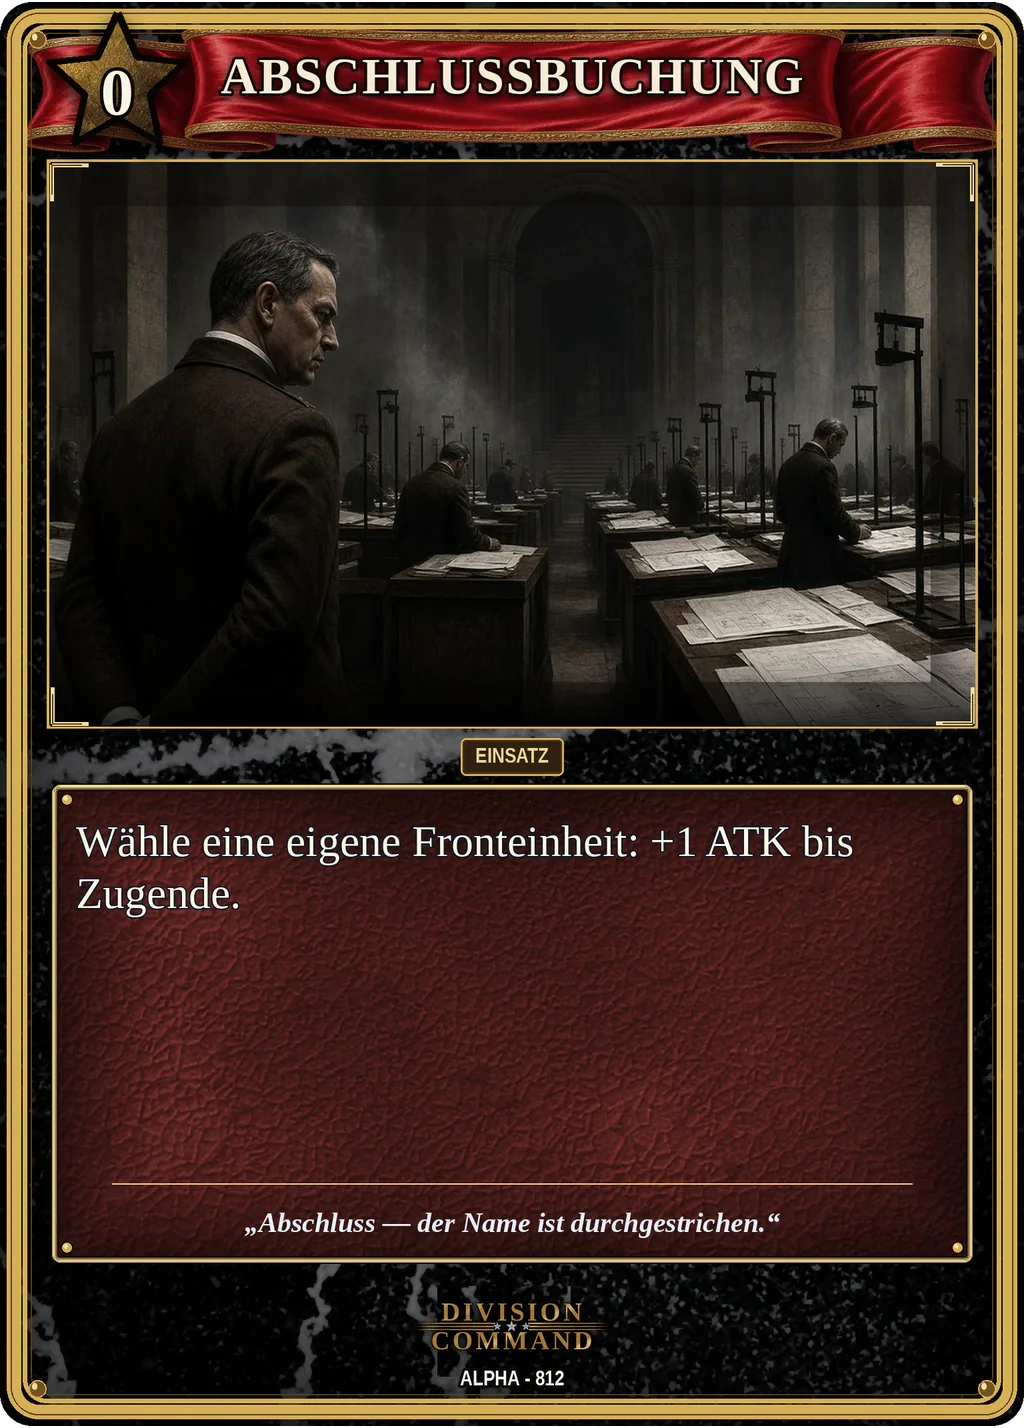 0
ABSCHLUSSBUCHUNG
EINSATZ
Wähle eine eigene Fronteinheit: +1 ATK bis
Zugende.
„Abschluss — der Name ist durchgestrichen.“
DIVISION
COMMAND
ALPHA - 812